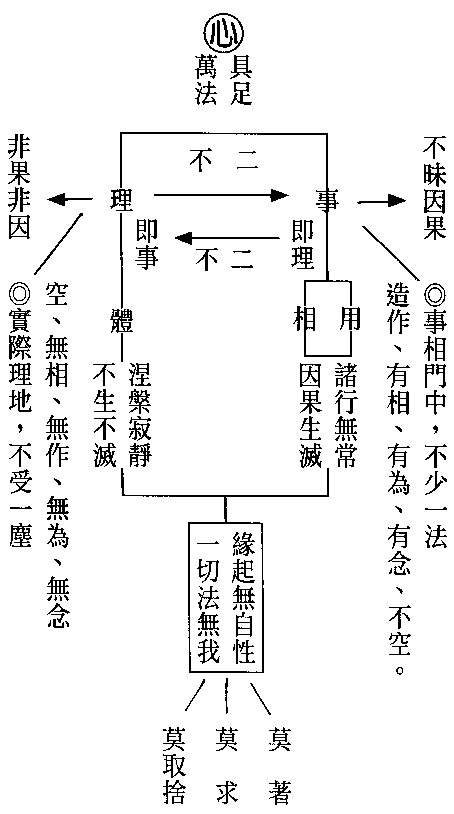 心
具足
萬法
不二
不昧因果
事
理
非果非因
即理
即事
不二
◎事相門中，不少一法
造作、有相、有為、有念、不空。
用
相
諸行無常
因果生滅
體
涅槃寂靜
不生不滅
空、無相、無作、無為、無念
◎實際理地，不受一塵
緣起無自性
一切法無我
莫著
莫求
莫取捨